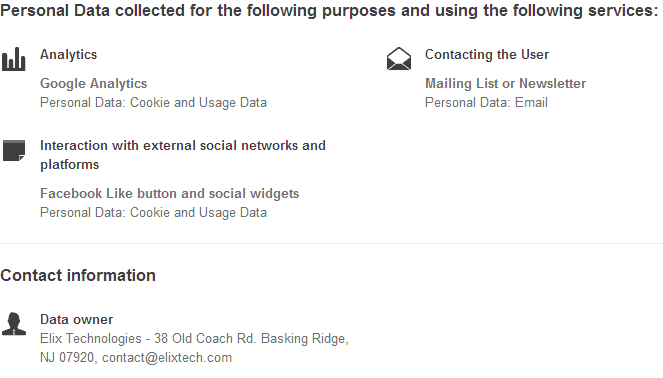 Personal Data collected for the following purposes and using the following services:
Analytics
Google Analytics
Personal Data: Cookie and Usage Data
Contacting the User
Mailing List or Newsletter
Personal Data: Email
Interaction with external social networks and
platforms
Facebook Like button and social widgets
Personal Data: Cookie and Usage Data
Contact information
Data owner
Elix Technologies - 38 Old Coach Rd. Basking Ridge,
NJ 07920, contact@elixtech.com